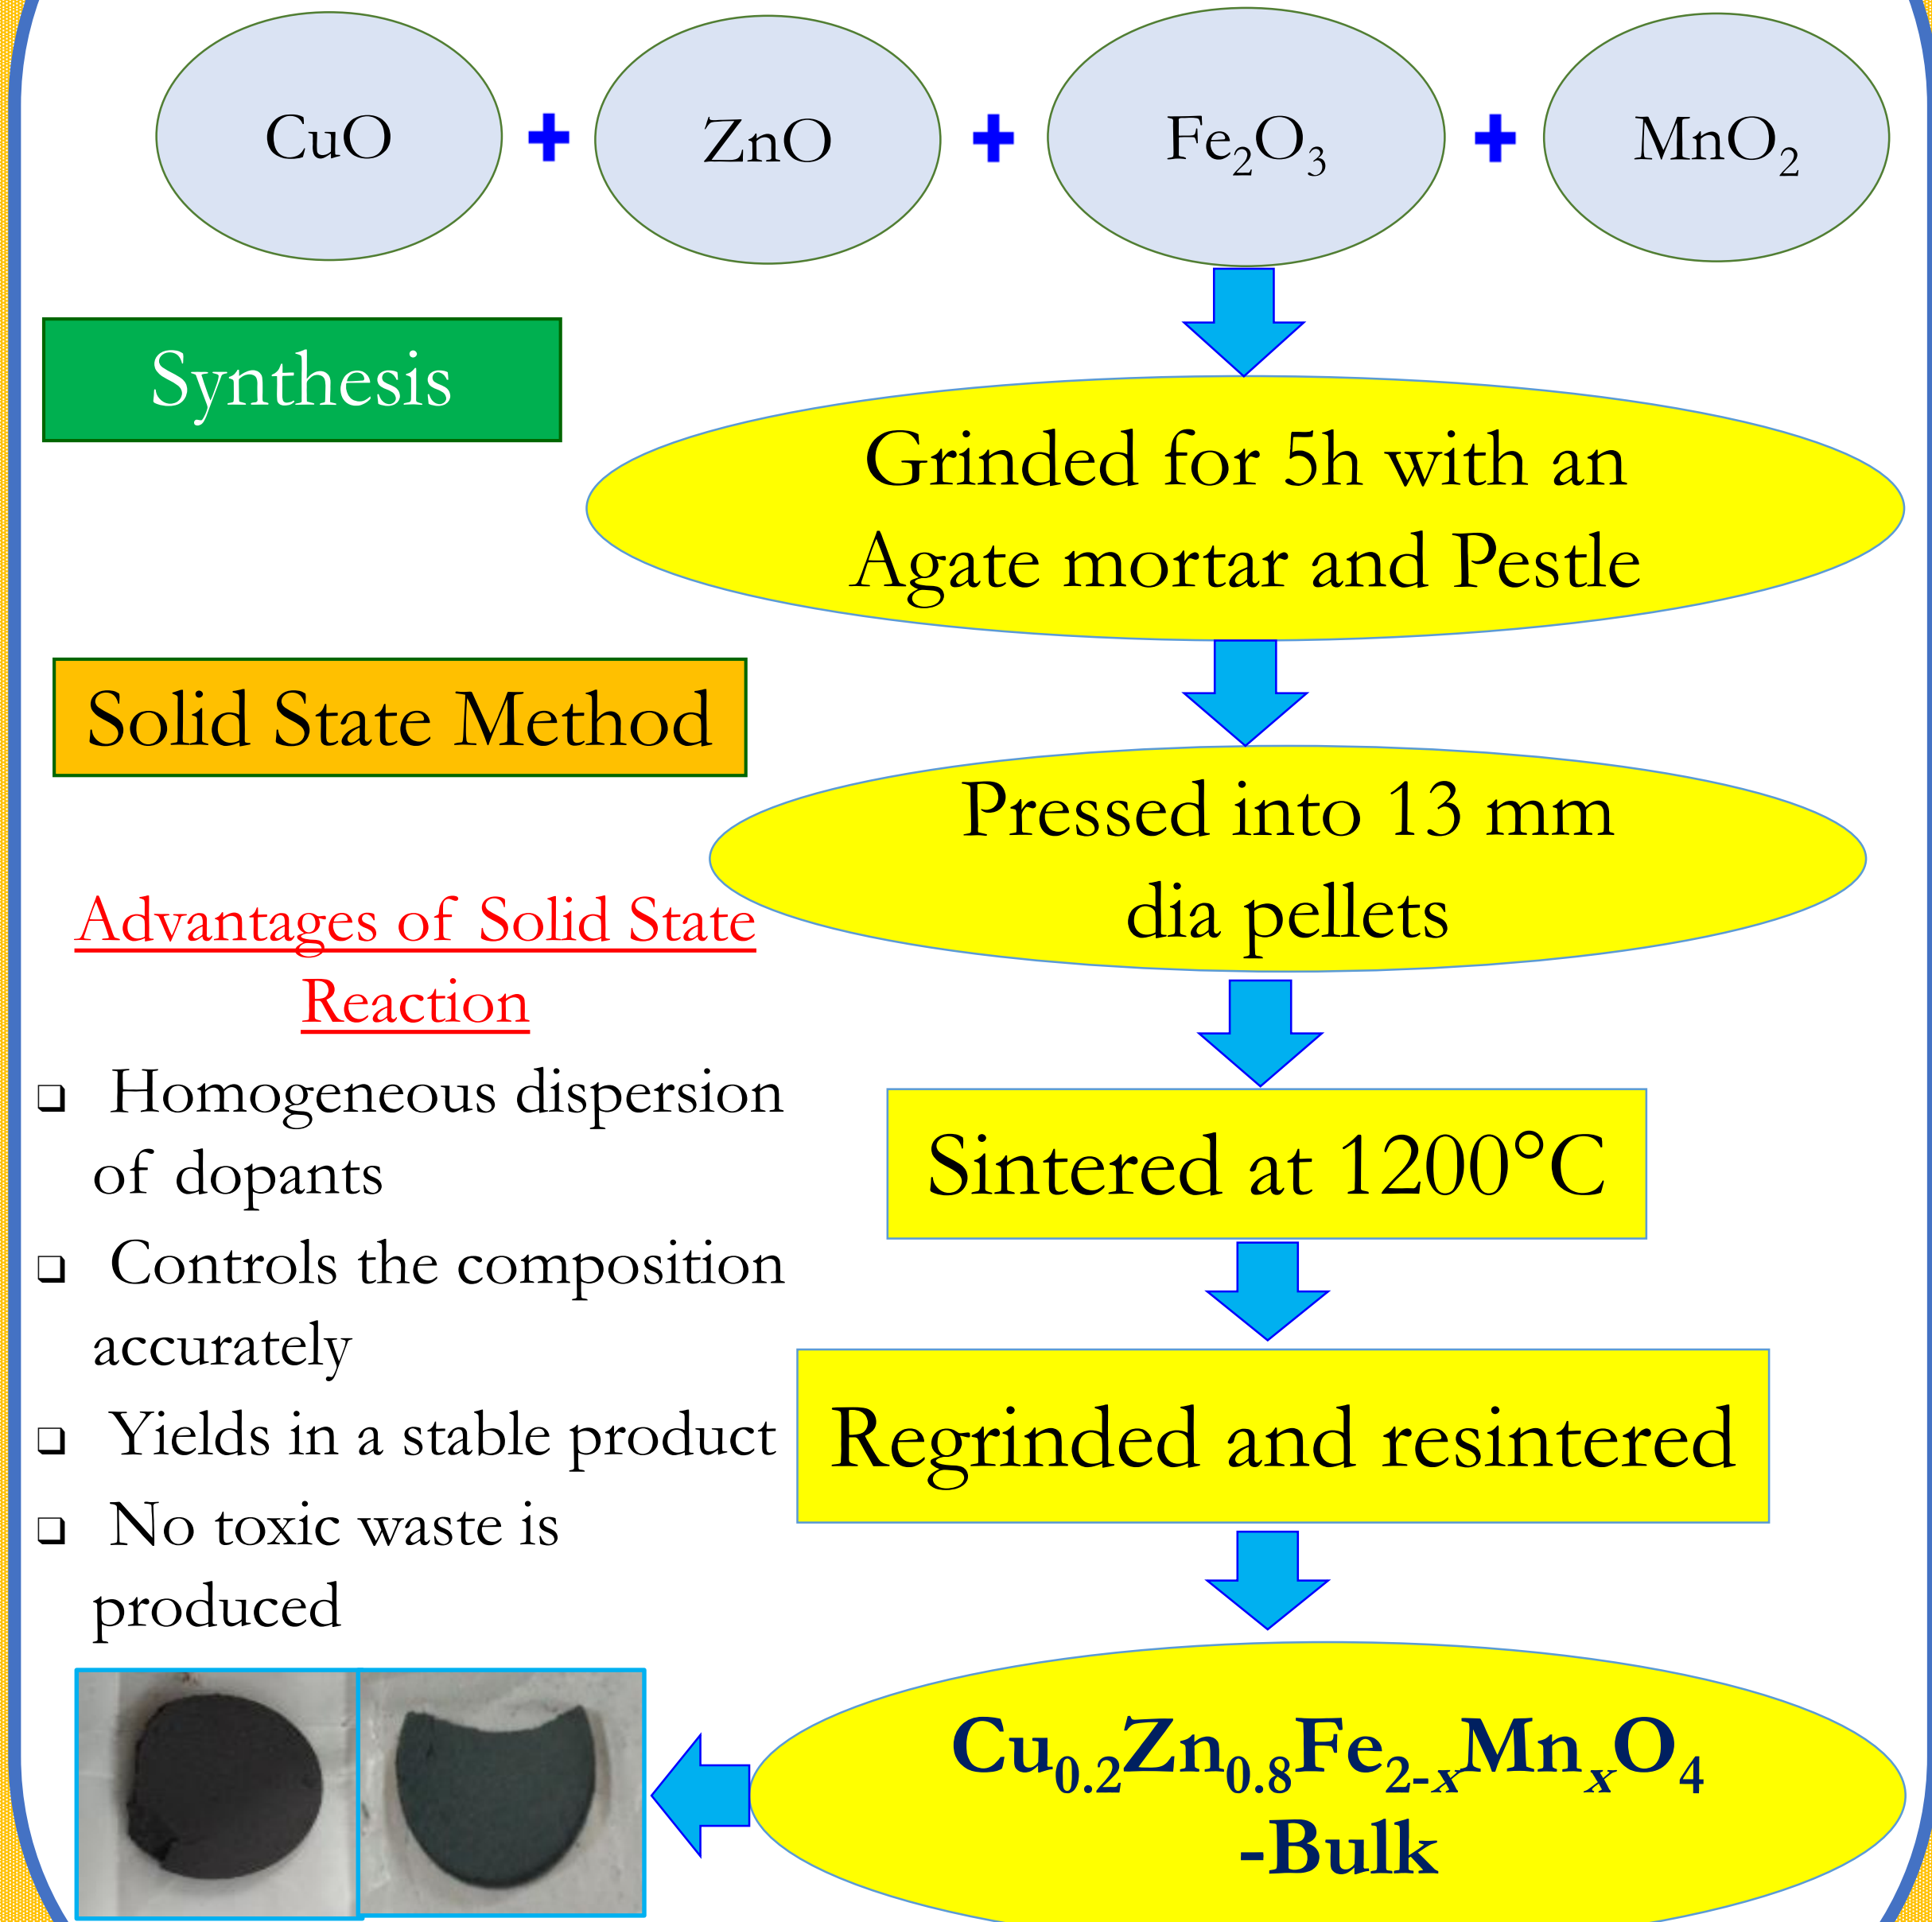 CuO + ZnO + Fe₂O₃ + MnO₂
Synthesis
Grinded for 5h with an
Agate mortar and Pestle
Solid State Method
Pressed into 13 mm
dia pellets
Advantages of Solid State
Reaction
❑ Homogeneous dispersion
of dopants
❑ Controls the composition
accurately
❑ Yields in a stable product
❑ No toxic waste is
produced
Sintered at 1200°C
Regrinded and resintered
Cu₀.₂Zn₀.₈Fe₂₋ₓMnₓO₄
-Bulk